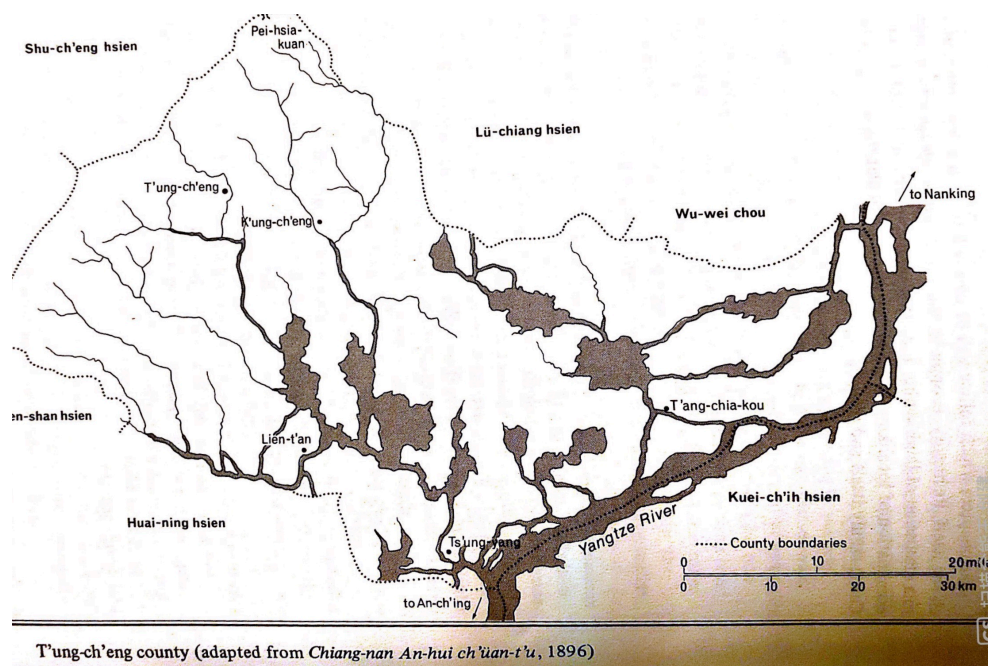 Pei-hsia-
kuan
Shu-ch'eng hsien
Lü-chiang hsien
T'ung-ch'eng
to Nanking
K'ung-ch'eng
Wu-wei chou
T'ang-chia-kou
en-shan hsien
Lien-t'an
Kuei-ch'ih hsien
Huai-ning hsien
Yangtze River
Ts'ung-yang
County boundaries
0 10 20 mile
0 10 20 30 km
to An-ch'ing
T'ung-ch'eng county (adapted from Chiang-nan An-hui ch'üan-t'u, 1896)